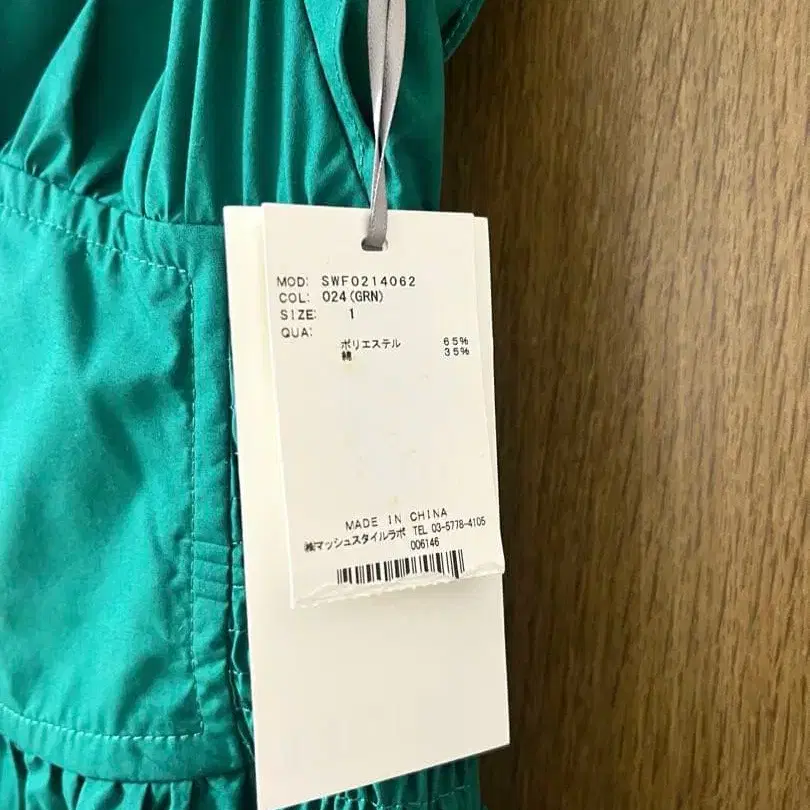 MOD: SWF0214062
COL: 024(GRN)
SIZE: 1
QUA:
ポリエステル 65%
綿 35%
MADE IN CHINA
㈱マッシュスタイルラボ TEL 03-5778-4105
006146